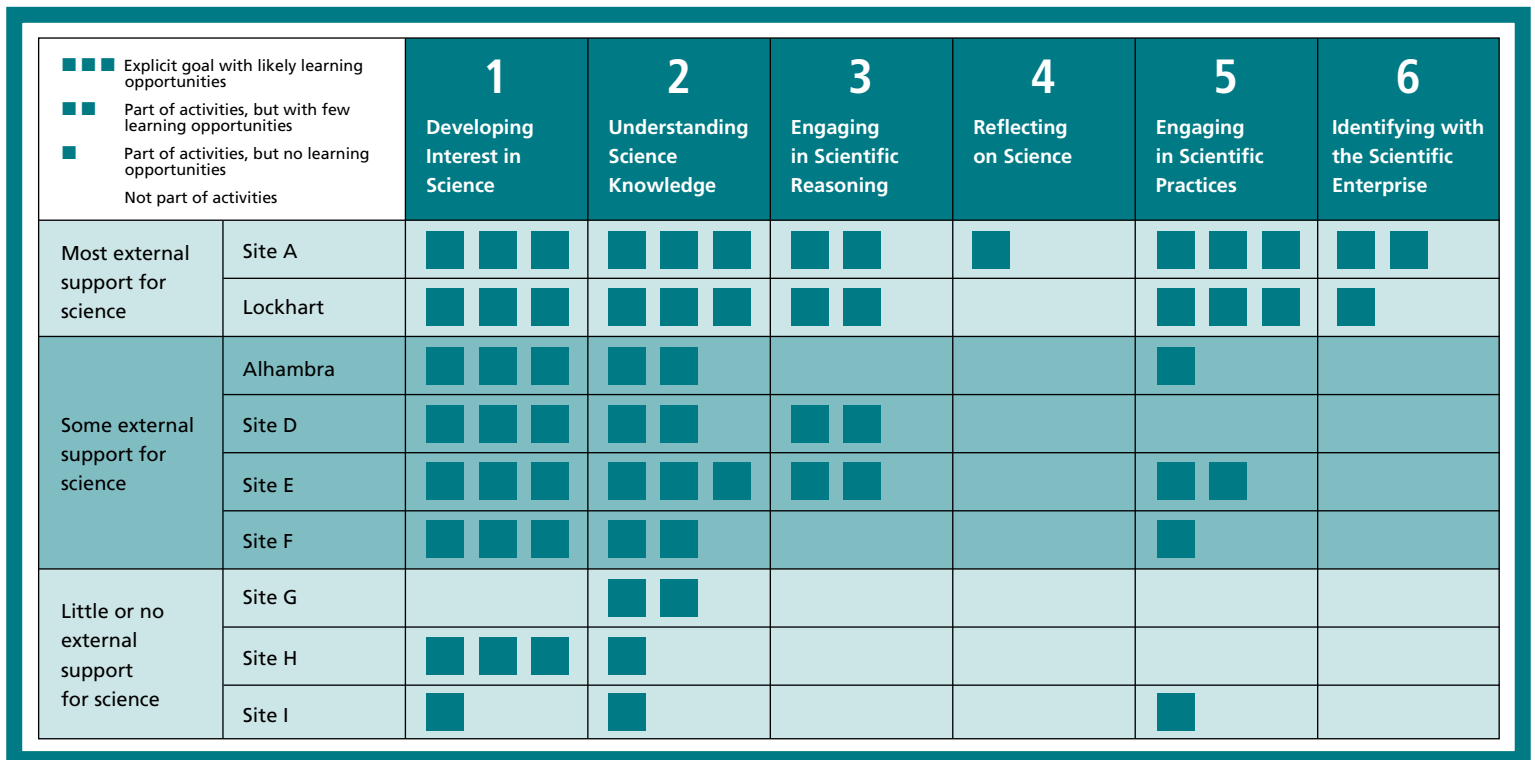 Explicit goal with likely learning
opportunities
Part of activities, but with few
learning opportunities
Part of activities, but no learning
opportunities
Not part of activities
1
Developing
Interest in
Science
2
Understanding
Science
Knowledge
3
Engaging
in Scientific
Reasoning
4
Reflecting
on Science
5
Engaging
in Scientific
Practices
6
Identifying with
the Scientific
Enterprise
Most external
support for
science
Site A
Lockhart
Some external
support for
science
Alhambra
Site D
Site E
Site F
Little or no
external
support
for science
Site G
Site H
Site I